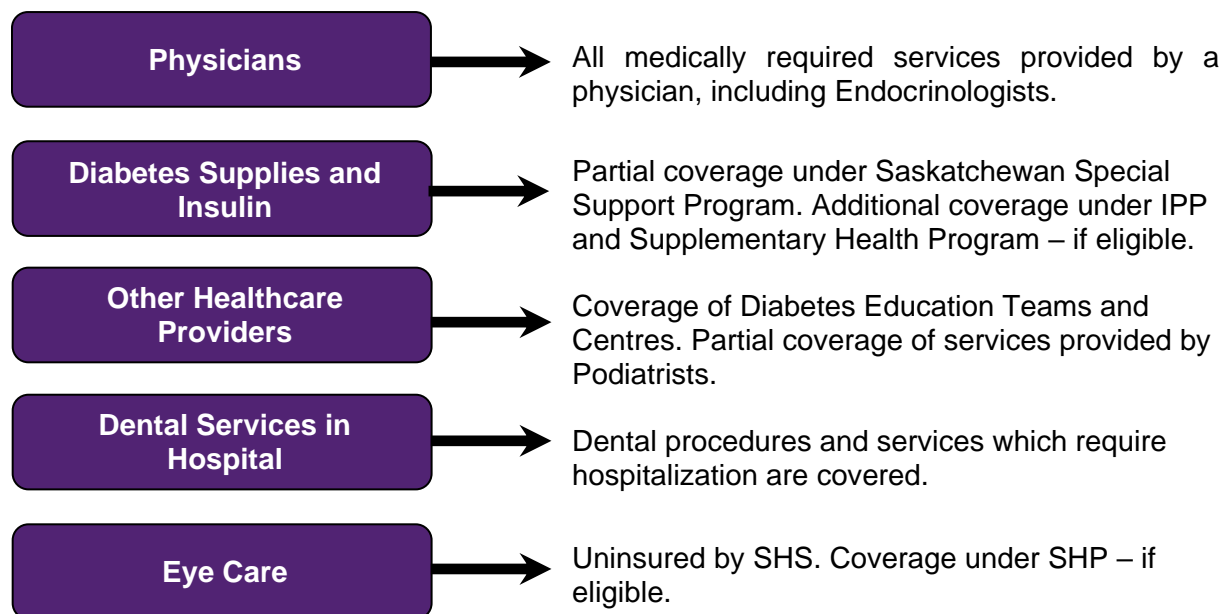 Physicians
All medically required services provided by a
physician, including Endocrinologists.
Diabetes Supplies and
Insulin
Partial coverage under Saskatchewan Special
Support Program. Additional coverage under IPP
and Supplementary Health Program – if eligible.
Other Healthcare
Providers
Coverage of Diabetes Education Teams and
Centres. Partial coverage of services provided by
Podiatrists.
Dental Services in
Hospital
Dental procedures and services which require
hospitalization are covered.
Eye Care
Uninsured by SHS. Coverage under SHP – if
eligible.